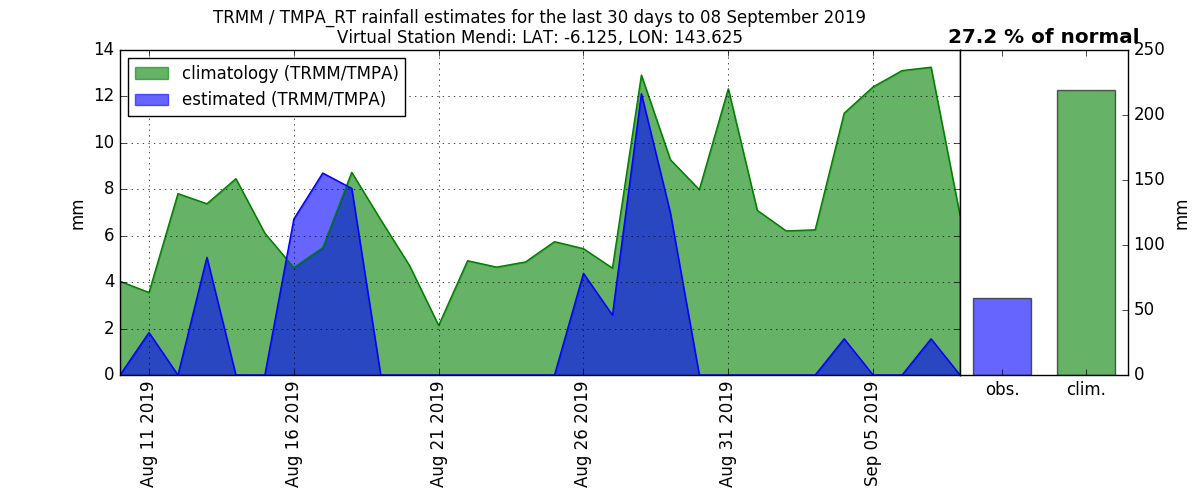 TRMM / TMPA_RT rainfall estimates for the last 30 days to 08 September 2019
Virtual Station Mendi: LAT: -6.125, LON: 143.625
27.2 % of normal
climatology (TRMM/TMPA)
estimated (TRMM/TMPA)
mm
14
12
10
8
6
4
2
0
Aug 11 2019
Aug 16 2019
Aug 21 2019
Aug 26 2019
Aug 31 2019
Sep 05 2019
obs.
clim.
250
200
150
100
50
0
mm